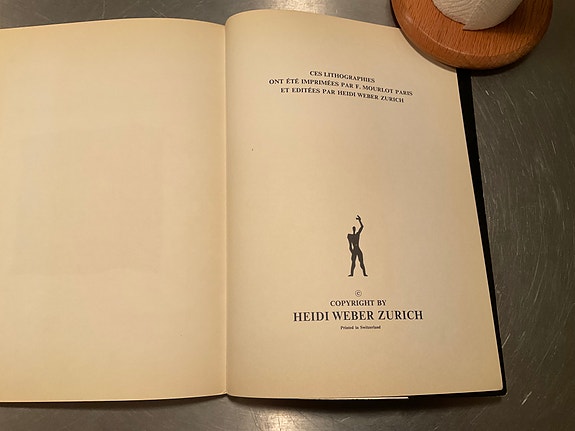 CES LITHOGRAPHIES
ONT ÉTÉ IMPRIMÉES PAR F. MOURLOT PARIS
ET EDITÉES PAR HEIDI WEBER ZURICH
©
COPYRIGHT BY
HEIDI WEBER ZURICH
Printed in Switzerland